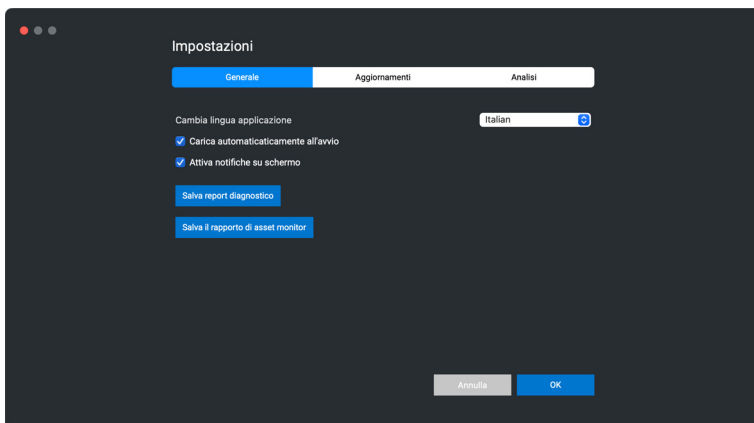 Impostazioni
Generale
Aggiornamenti
Analisi
Cambia lingua applicazione
Italian
Carica automaticaticamente all'avvio
Attiva notifiche su schermo
Salva report diagnostico
Salva il rapporto di asset monitor
Annulla
OK